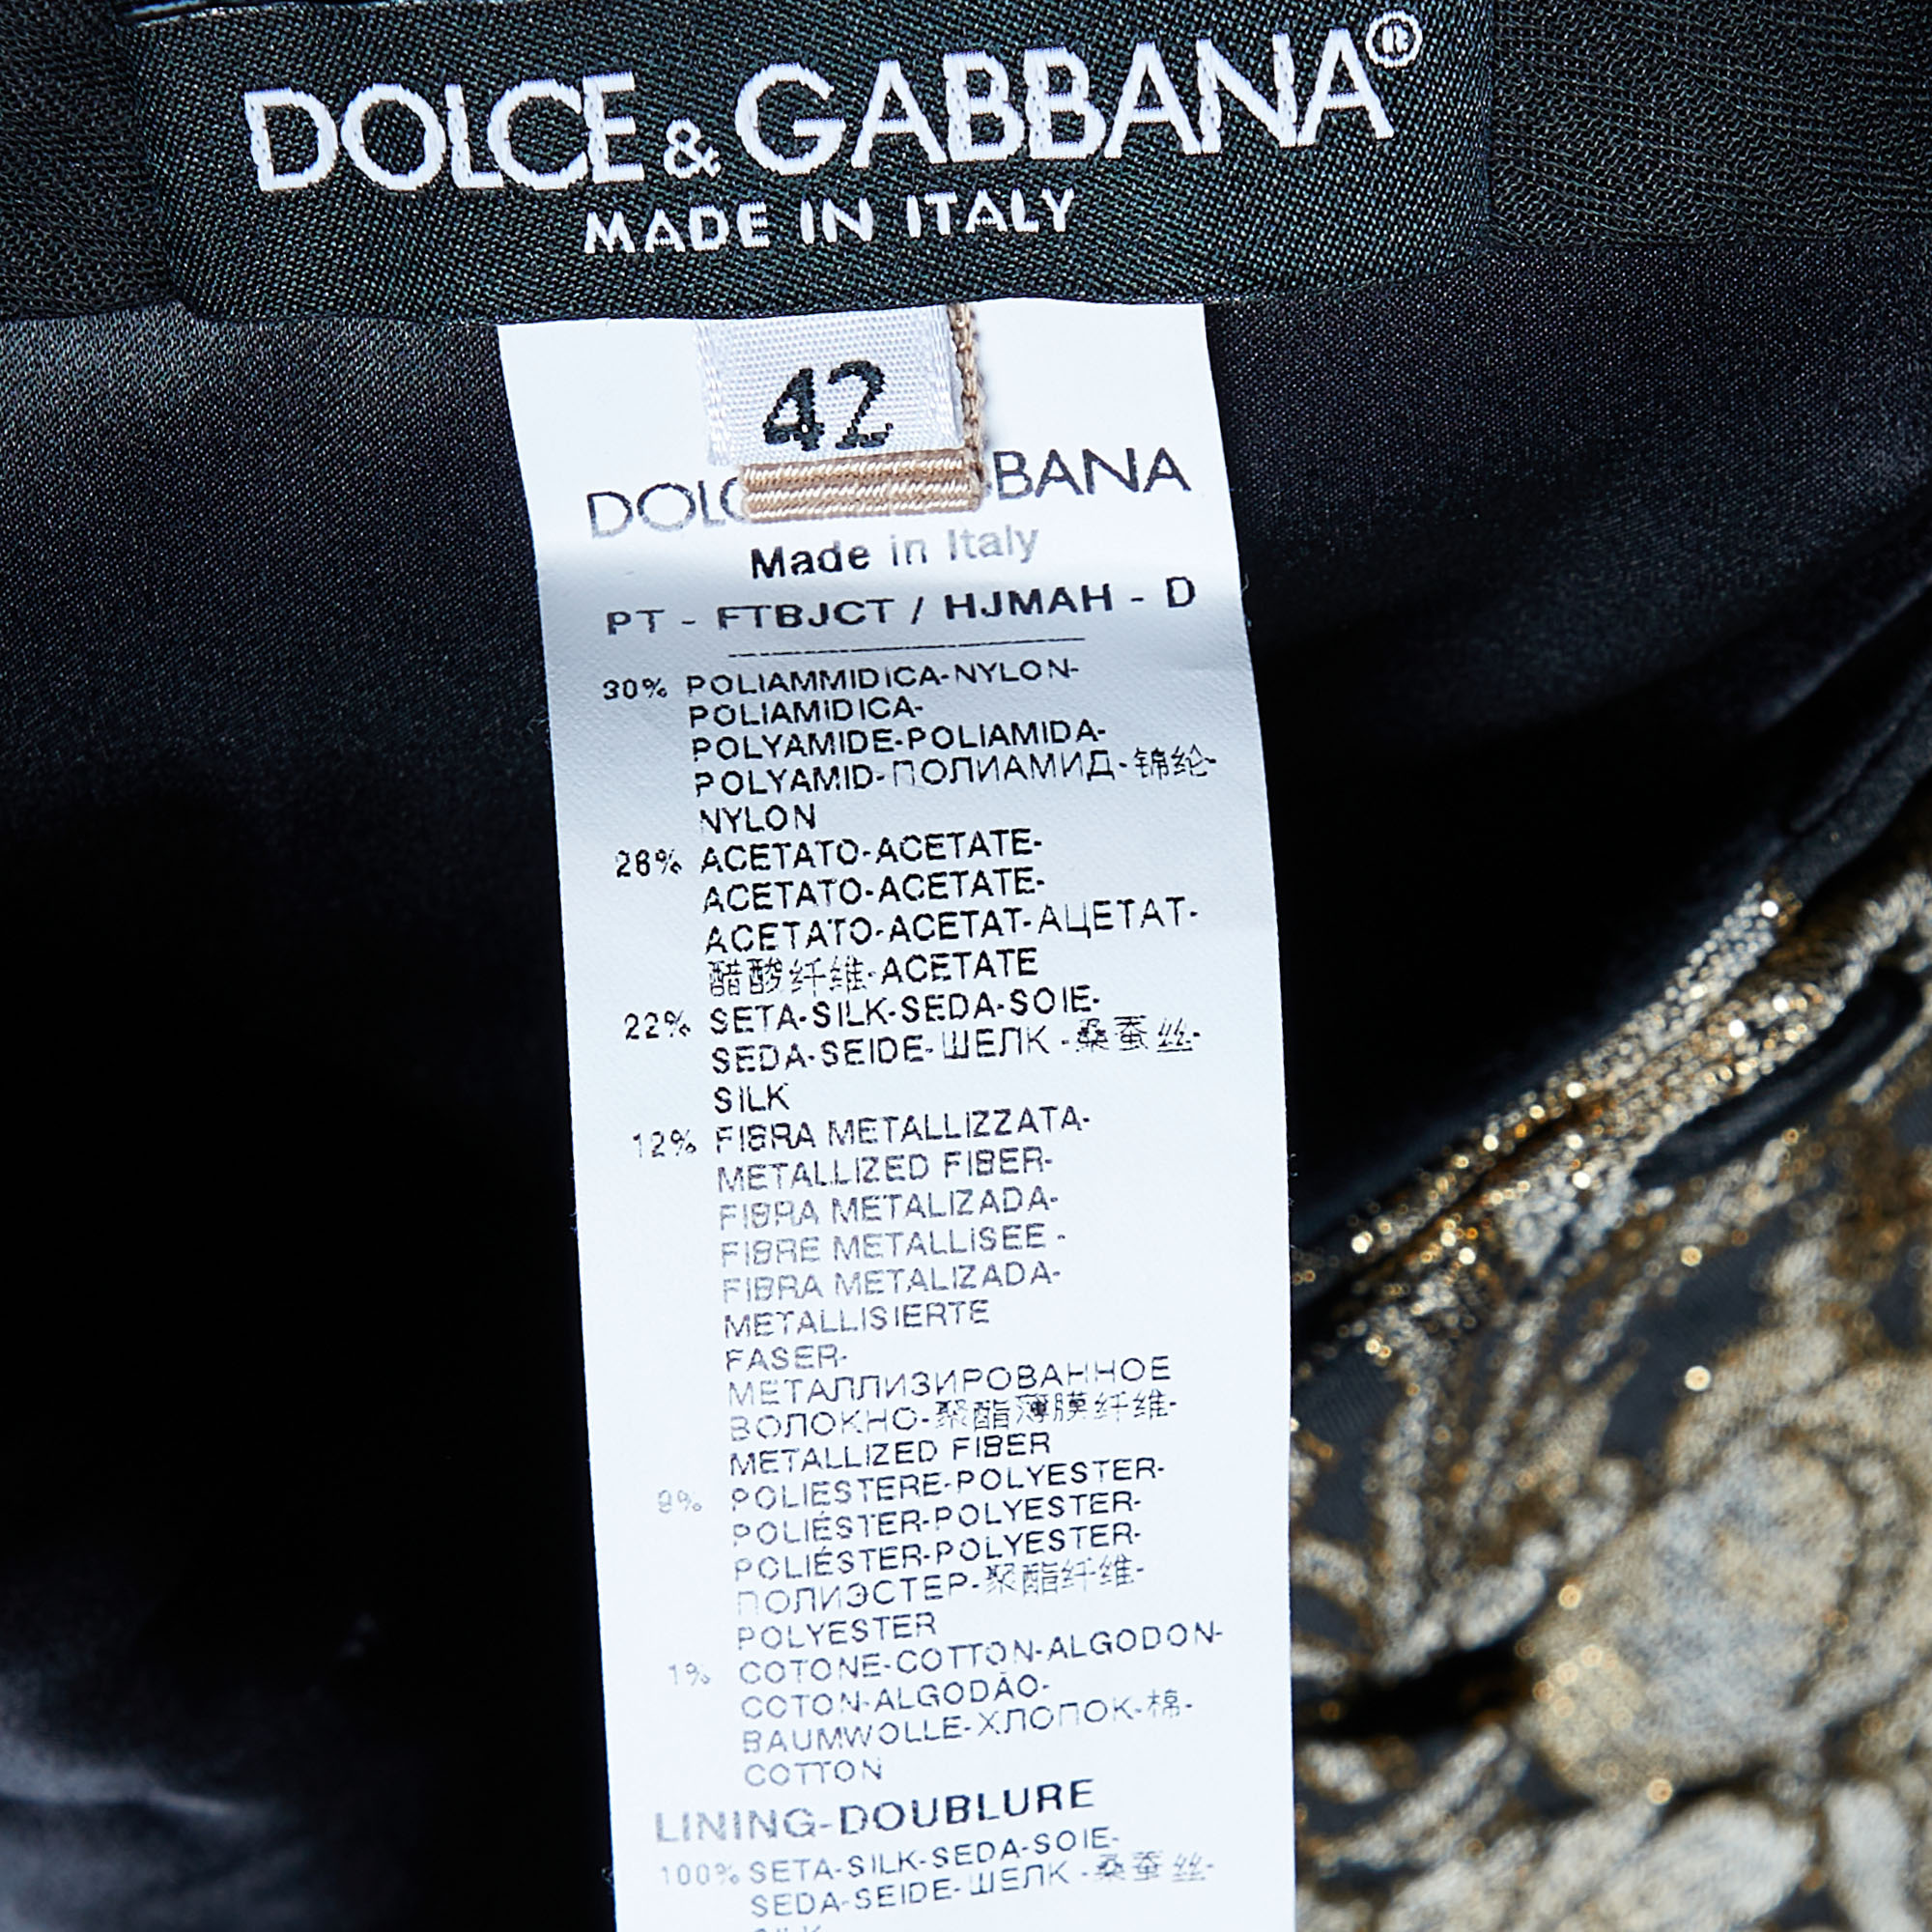 DOLCE & GABBANA®
MADE IN ITALY
42
DOLC BBANA
Made in Italy
PT - FTBJCT / HJMAH - D
30% POLIAMMIDICA-NYLON-
POLIAMIDICA-
POLYAMIDE-POLIAMIDA-
POLYAMID-ПОЛИАМИД-锦纶-
NYLON
ACETATO-ACETATE-
ACETATO-ACETATE-
ACETATO-ACETAT-АЦЕТАТ-
醋酸纤维-ACETATE
22% SETA-SILK-SEDA-SOIE-
SEDA-SEIDE-ШЕЛК -桑蚕丝-
SILK
12% FIBRA METALLIZZATA-
METALLIZED FIBER-
FIBRA METALIZADA-
FIBRE METALLISEE -
FIBRA METALIZADA-
METALLISIERTE
FASER-
МЕТАЛЛИЗИРОВАННОЕ
ВОЛОКНО-聚酯薄膜纤维-
METALLIZED FIBER
POLIESTERE-POLYESTER-
POLIÉSTER-POLYESTER-
POLIÉSTER-POLYESTER-
ПОЛИЭСТЕР-聚酯纤维-
POLYESTER
1% COTONE-COTTON-ALGODON-
COTON-ALGODÃO-
BAUMWOLLE-ХЛОПОК-棉-
COTTON
LINING-DOUBLURE
100% SETA-SILK-SEDA-SOIE-
SEDA-SEIDE-ШЕЛК -桑蚕丝-